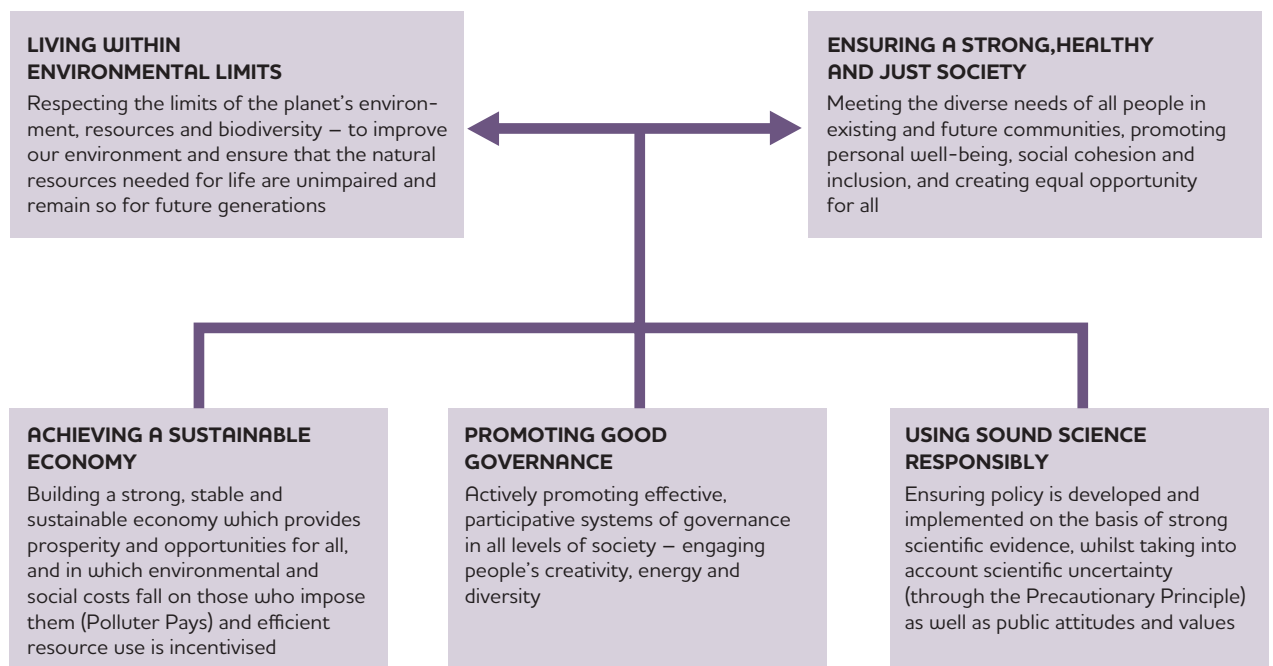 LIVING WITHIN
ENVIRONMENTAL LIMITS
Respecting the limits of the planet's environ-
ment, resources and biodiversity – to improve
our environment and ensure that the natural
resources needed for life are unimpaired and
remain so for future generations
ENSURING A STRONG,HEALTHY
AND JUST SOCIETY
Meeting the diverse needs of all people in
existing and future communities, promoting
personal well-being, social cohesion and
inclusion, and creating equal opportunity
for all
ACHIEVING A SUSTAINABLE
ECONOMY
Building a strong, stable and
sustainable economy which provides
prosperity and opportunities for all,
and in which environmental and
social costs fall on those who impose
them (Polluter Pays) and efficient
resource use is incentivised
PROMOTING GOOD
GOVERNANCE
Actively promoting effective,
participative systems of governance
in all levels of society – engaging
people's creativity, energy and
diversity
USING SOUND SCIENCE
RESPONSIBLY
Ensuring policy is developed and
implemented on the basis of strong
scientific evidence, whilst taking into
account scientific uncertainty
(through the Precautionary Principle)
as well as public attitudes and values